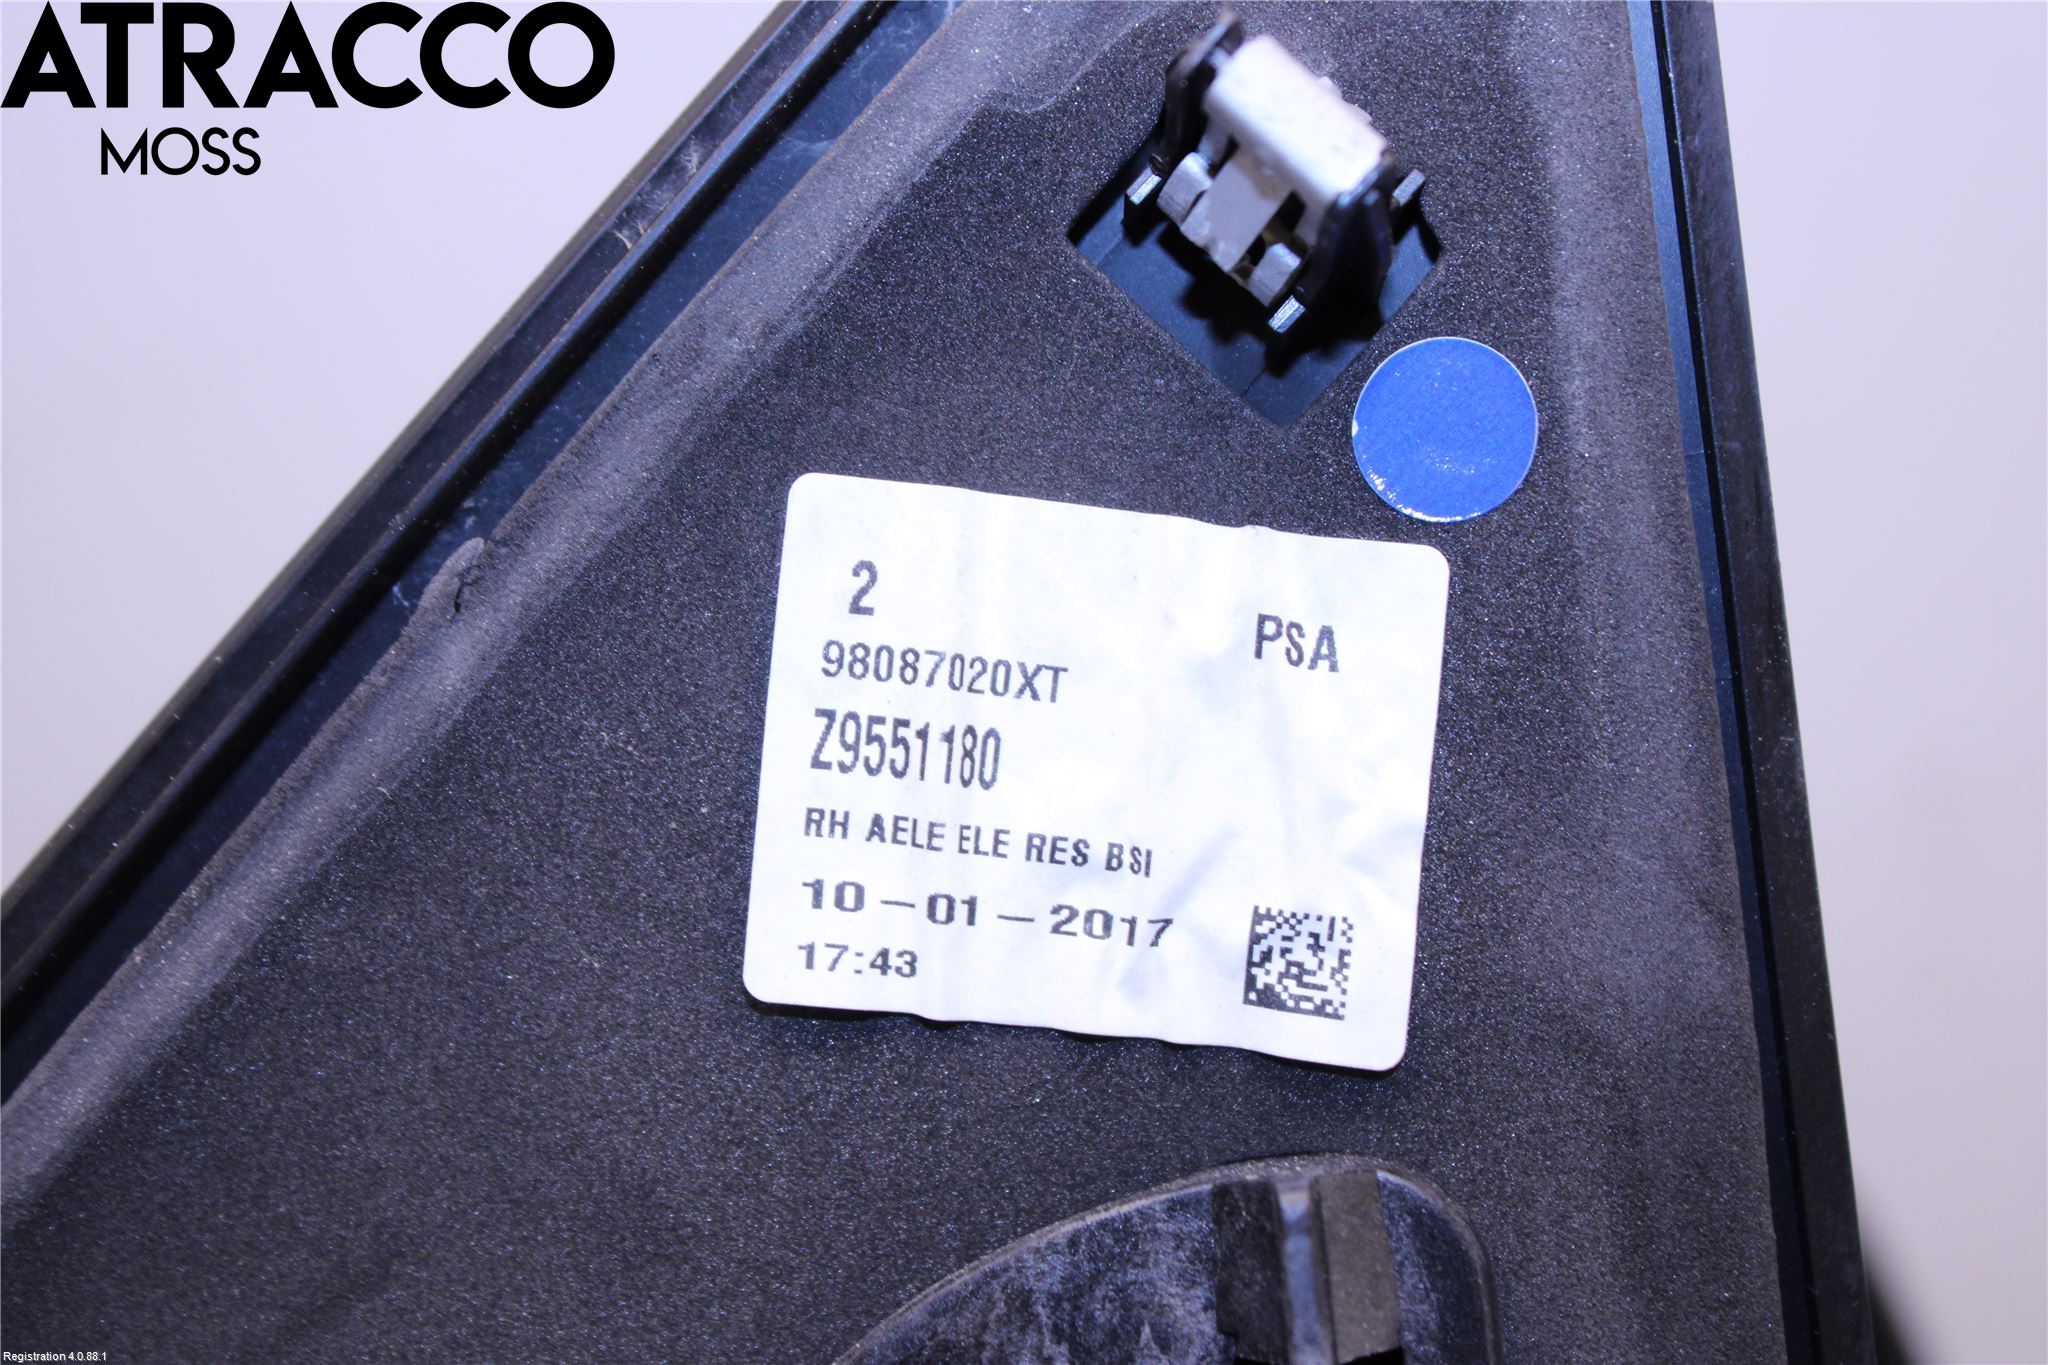 ATRACCO
MOSS
2
PSA
98087020XT
Z9551180
RH AELE ELE RES BSI
10-01-2017
17:43
Registration 4.0.88.1